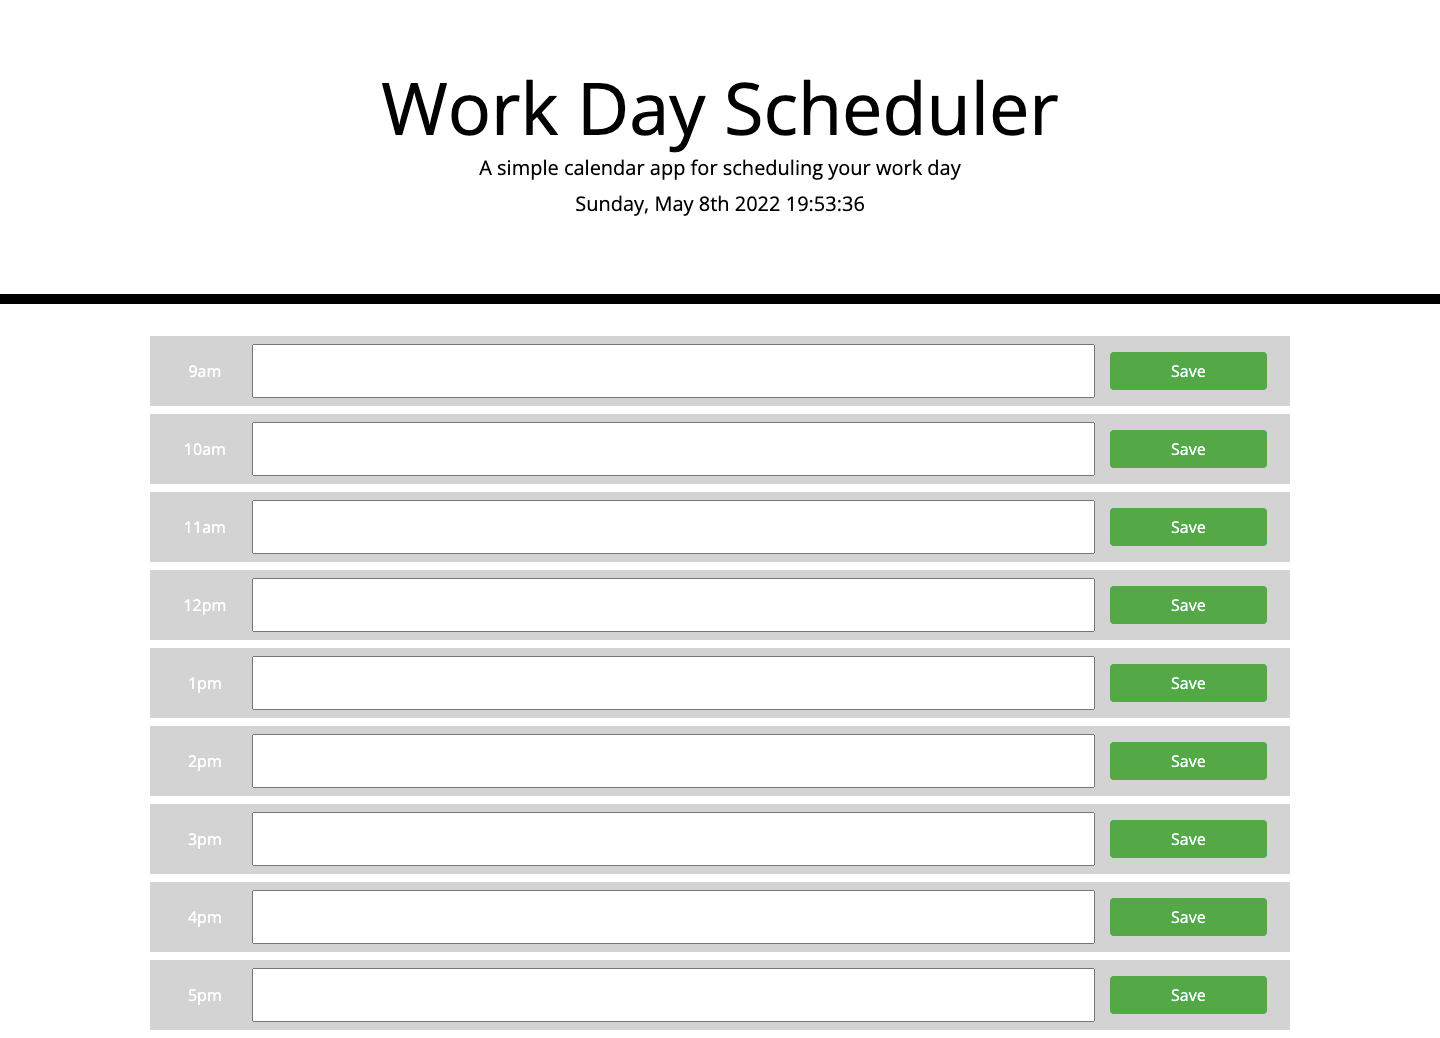 Work Day Scheduler
A simple calendar app for scheduling your work day
Sunday, May 8th 2022 19:53:36
9am Save
10am Save
11am Save
12pm Save
1pm Save
2pm Save
3pm Save
4pm Save
5pm Save